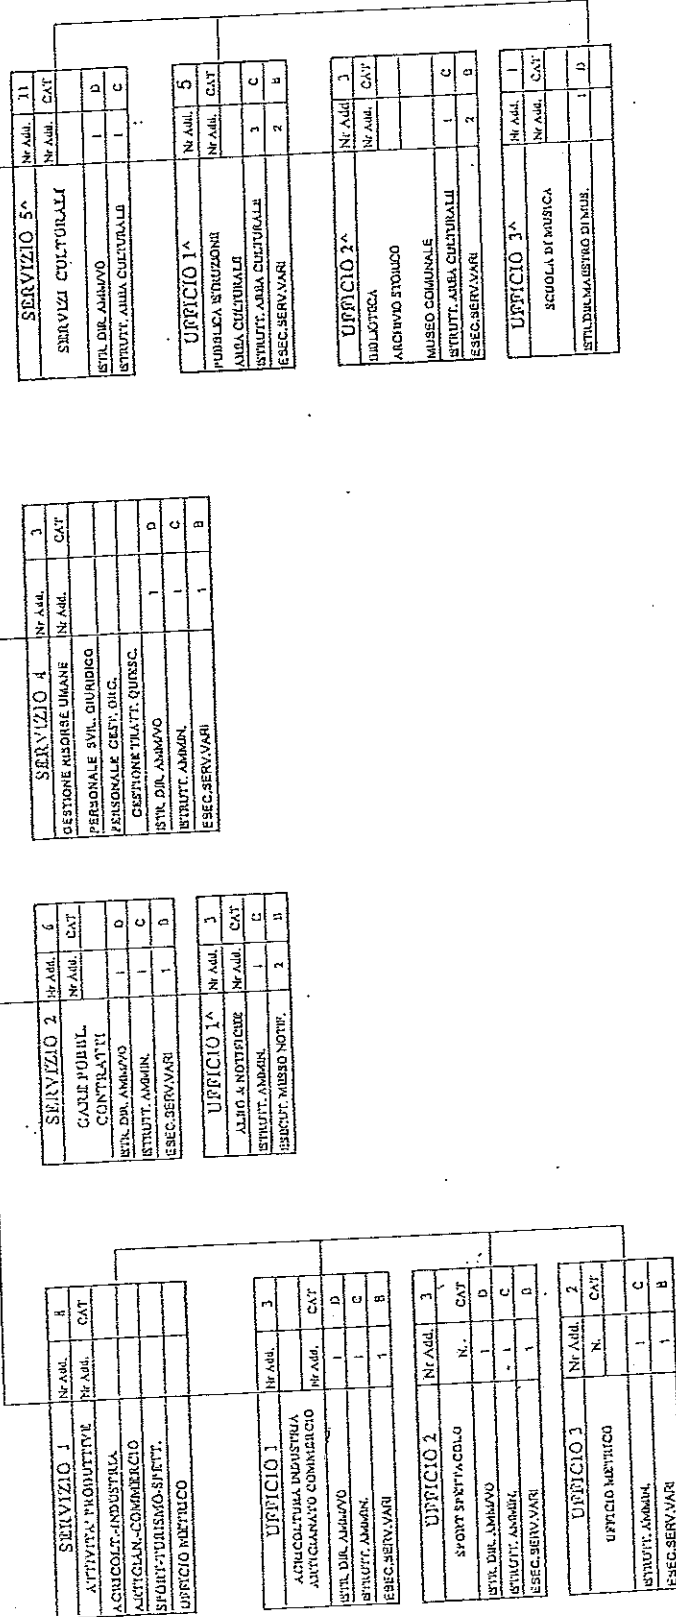 SERVIZIO 1 Nr Add. 8
ATTIVITA' PRODUTTIVE Nr Add. CAT
AGRICOLT.-INDUSTRIA
ARTIGIAN.-COMMERCIO
SPORT-TURISMO-SPETT.
UFFICIO METRICO
UFFICIO 1 Nr Add. 3
AGRICOLTURA INDUSTRIA
ARTIGIANATO COMMERCIO Nr Add. CAT
ISTR. DIR. AMM/VO 1 D
ISTRUTT. AMMIN. 1 C
ESEC.SERV.VARI 1 B
UFFICIO 2 Nr Add. 3
SPORT SPETTACOLO N. CAT
ISTR. DIR. AMM/VO 1 D
ISTRUTT. AMMIN. 1 C
ESEC.SERV.VARI 1 B
UFFICIO 3 Nr Add. 2
UFFICIO METRICO N. CAT
ISTRUTT. AMMIN. 1 C
ESEC.SERV.VARI 1 B
SERVIZIO 2 Nr Add. 6
GARE PUBBL. Nr Add. CAT
CONTRATTI
ISTR. DIR. AMM/VO 1 D
ISTRUTT. AMMIN. 1 C
ESEC.SERV.VARI 1 B
UFFICIO 1^ Nr Add. 3
ALBO & NOTIFICHE Nr Add. CAT
ISTRUTT. AMMIN. 1 C
ESECUT. MESSO NOTIF. 2 B
SERVIZIO 4 Nr Add. 3
GESTIONE RISORSE UMANE Nr Add. CAT
PERSONALE SVIL. GIURIDICO
PERSONALE GEST. ORG.
GESTIONE TRATT. QUIESC.
ISTR. DIR. AMM/VO 1 D
ISTRUTT. AMMIN. 1 C
ESEC.SERV.VARI 1 B
SERVIZIO 5^ Nr Add. 11
SERVIZI CULTURALI Nr Add. CAT
ISTR. DIR. AMM/VO 1 D
ISTRUTT. AREA CULTURALE 1 C
UFFICIO 1^ Nr Add. 5
PUBBLICA ISTRUZIONE Nr Add. CAT
AREA CULTURALE
ISTRUTT. AREA CULTURALE 3 C
ESEC.SERV.VARI 2 B
UFFICIO 2^ Nr Add. 3
BIBLIOTECA Nr Add. CAT
ARCHIVIO STORICO
MUSEO COMUNALE
ISTRUTT. AREA CULTURALE 1 C
ESEC.SERV.VARI 2 B
UFFICIO 3^ Nr Add. 1
SCUOLA DI MUSICA Nr Add. CAT
ISTR.DIR.MAESTRO DI MUS. 1 D